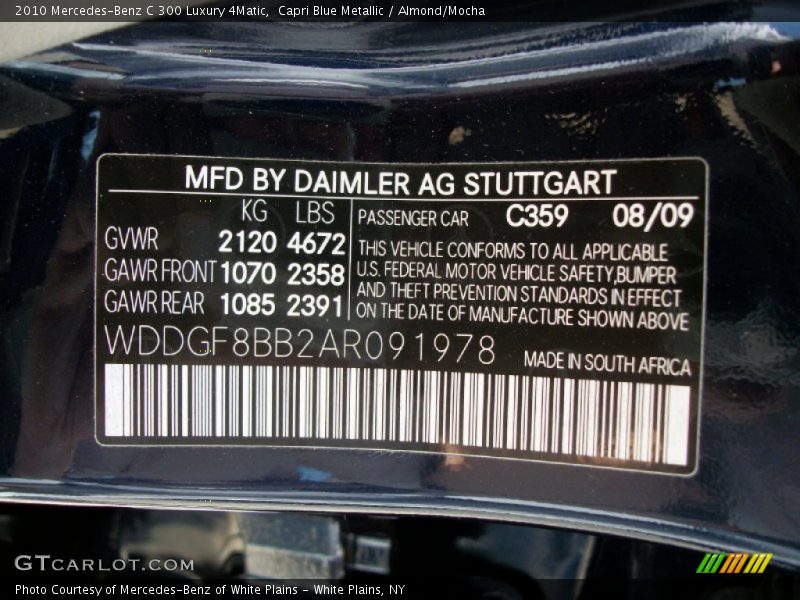 2010 Mercedes-Benz C 300 Luxury 4Matic,  Capri Blue Metallic / Almond/Mocha
MFD BY DAIMLER AG STUTTGART
KG LBS
GVWR 2120 4672
GAWR FRONT 1070 2358
GAWR REAR 1085 2391
PASSENGER CAR C359 08/09
THIS VEHICLE CONFORMS TO ALL APPLICABLE
U.S. FEDERAL MOTOR VEHICLE SAFETY,BUMPER
AND THEFT PREVENTION STANDARDS IN EFFECT
ON THE DATE OF MANUFACTURE SHOWN ABOVE
WDDGF8BB2AR091978
MADE IN SOUTH AFRICA
GTCARLOT.COM
Photo Courtesy of Mercedes-Benz of White Plains - White Plains, NY